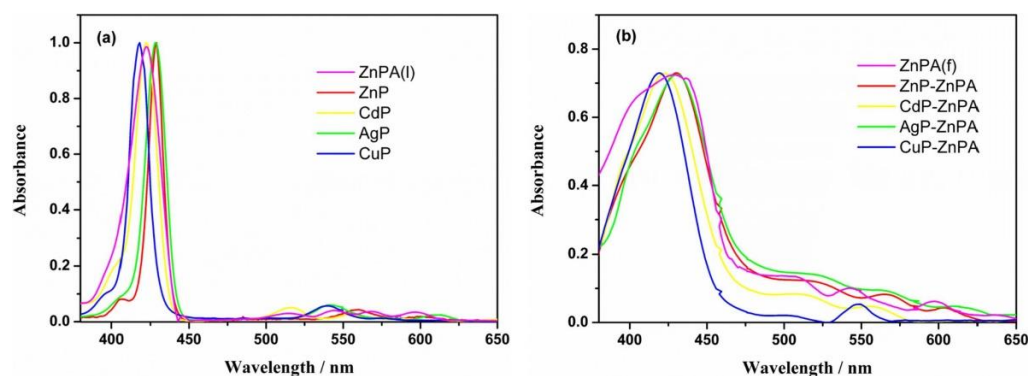 (a)
ZnPA(l)
ZnP
CdP
AgP
CuP
Absorbance
1.0
0.8
0.6
0.4
0.2
0.0
400 450 500 550 600 650
Wavelength / nm
(b)
ZnPA(f)
ZnP-ZnPA
CdP-ZnPA
AgP-ZnPA
CuP-ZnPA
Absorbance
0.8
0.6
0.4
0.2
0.0
400 450 500 550 600 650
Wavelength / nm